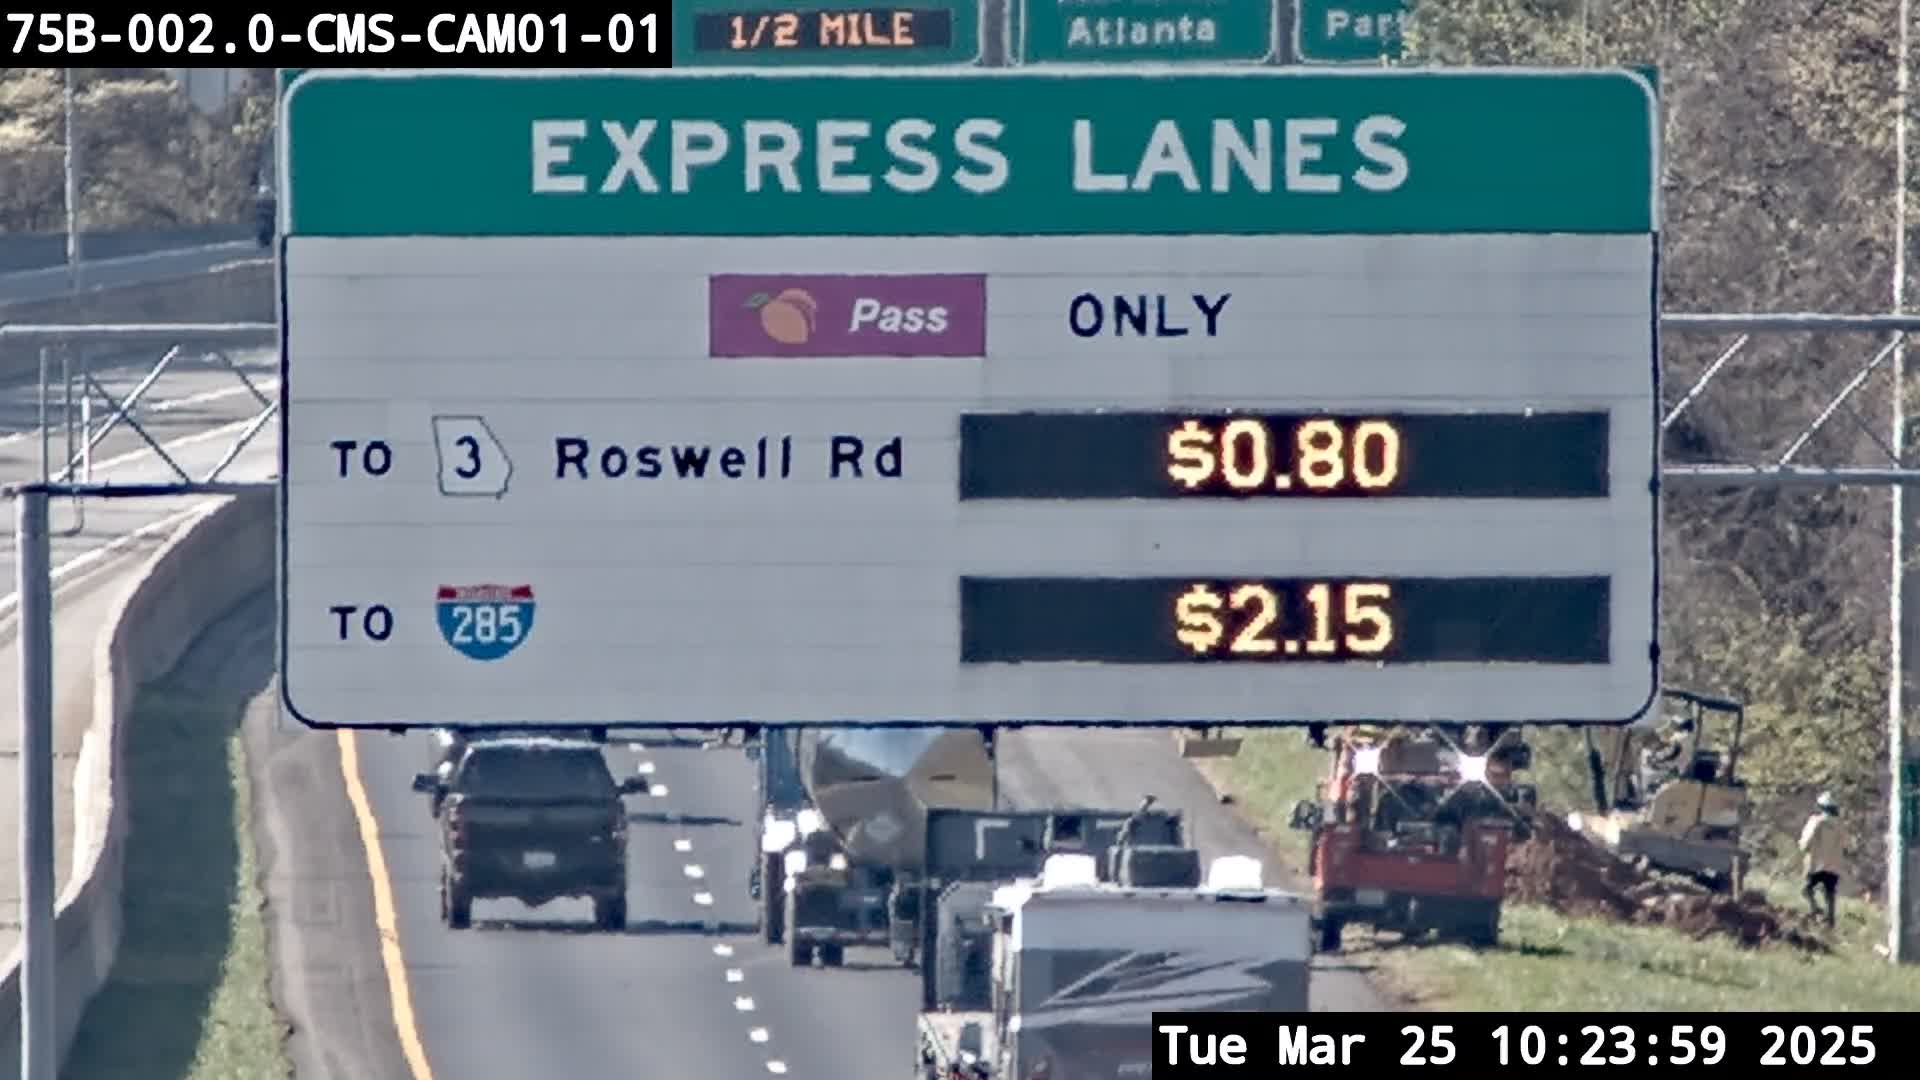 75B-002.0-CMS-CAM01-01
1/2 MILE
Atlanta
EXPRESS LANES
Pass ONLY
TO 3 Roswell Rd $0.80
TO 285 $2.15
Tue Mar 25 10:23:59 2025